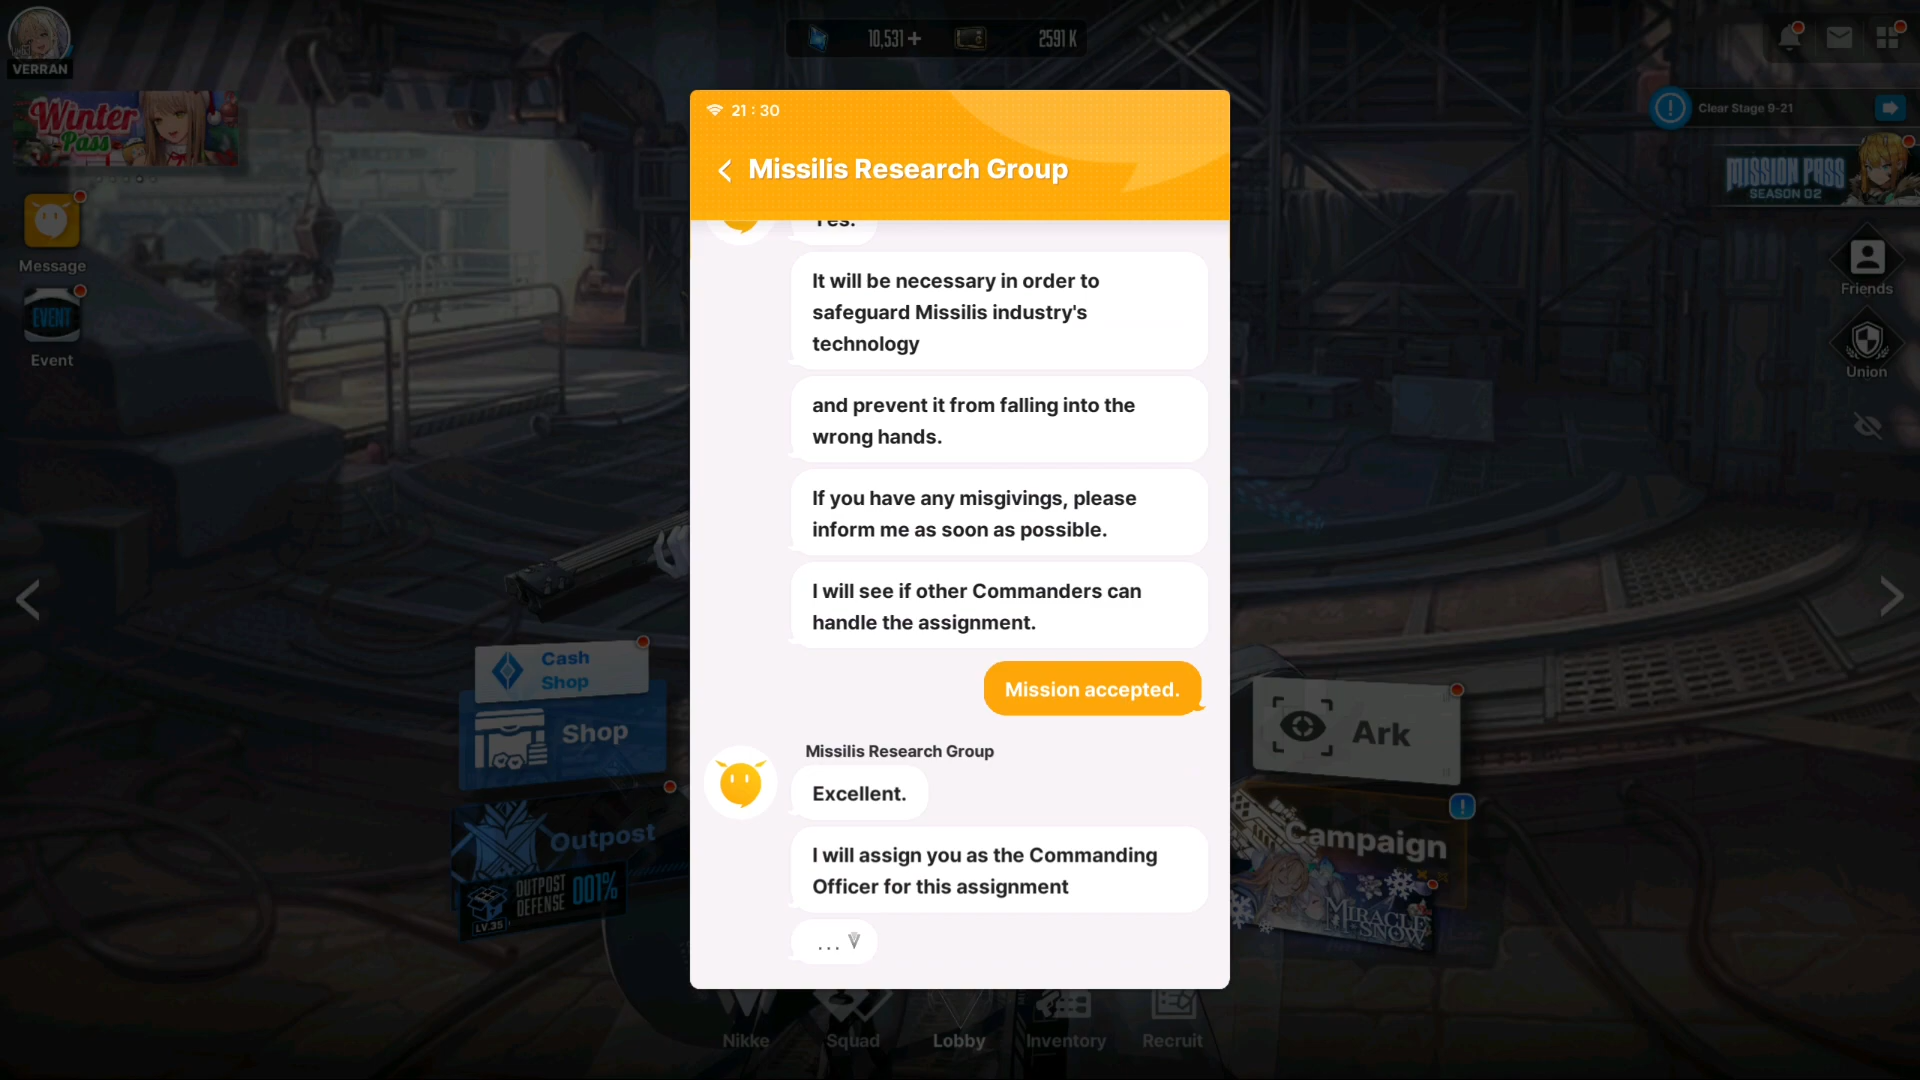 VERRAN
10,531 +
2591 K
Winter
Pass
Message
EVENT
Event
Clear Stage 9-21
MISSION PASS
SEASON 02
Friends
Union
21 : 30
Missilis Research Group
Yes.
It will be necessary in order to
safeguard Missilis industry's
technology
and prevent it from falling into the
wrong hands.
If you have any misgivings, please
inform me as soon as possible.
I will see if other Commanders can
handle the assignment.
Mission accepted.
Missilis Research Group
Excellent.
I will assign you as the Commanding
Officer for this assignment
...
Cash
Shop
Shop
Outpost
OUTPOST
DEFENSE
001%
LV.35
Ark
Campaign
MIRACLE
SNOW
Nikke
Squad
Lobby
Inventory
Recruit